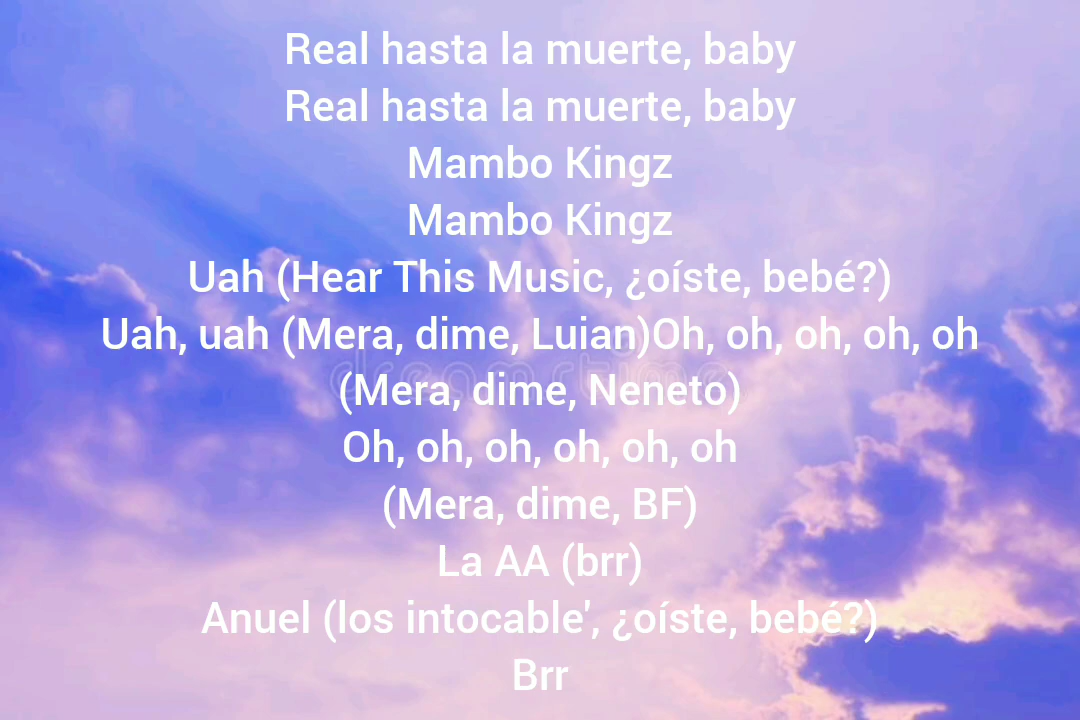 Real hasta la muerte, baby
Real hasta la muerte, baby
Mambo Kingz
Mambo Kingz
Uah (Hear This Music, ¿oíste, bebé?)
Uah, uah (Mera, dime, Luian)Oh, oh, oh, oh, oh
(Mera, dime, Neneto)
Oh, oh, oh, oh, oh, oh
(Mera, dime, BF)
La AA (brr)
Anuel (los intocable', ¿oíste, bebé?)
Brr